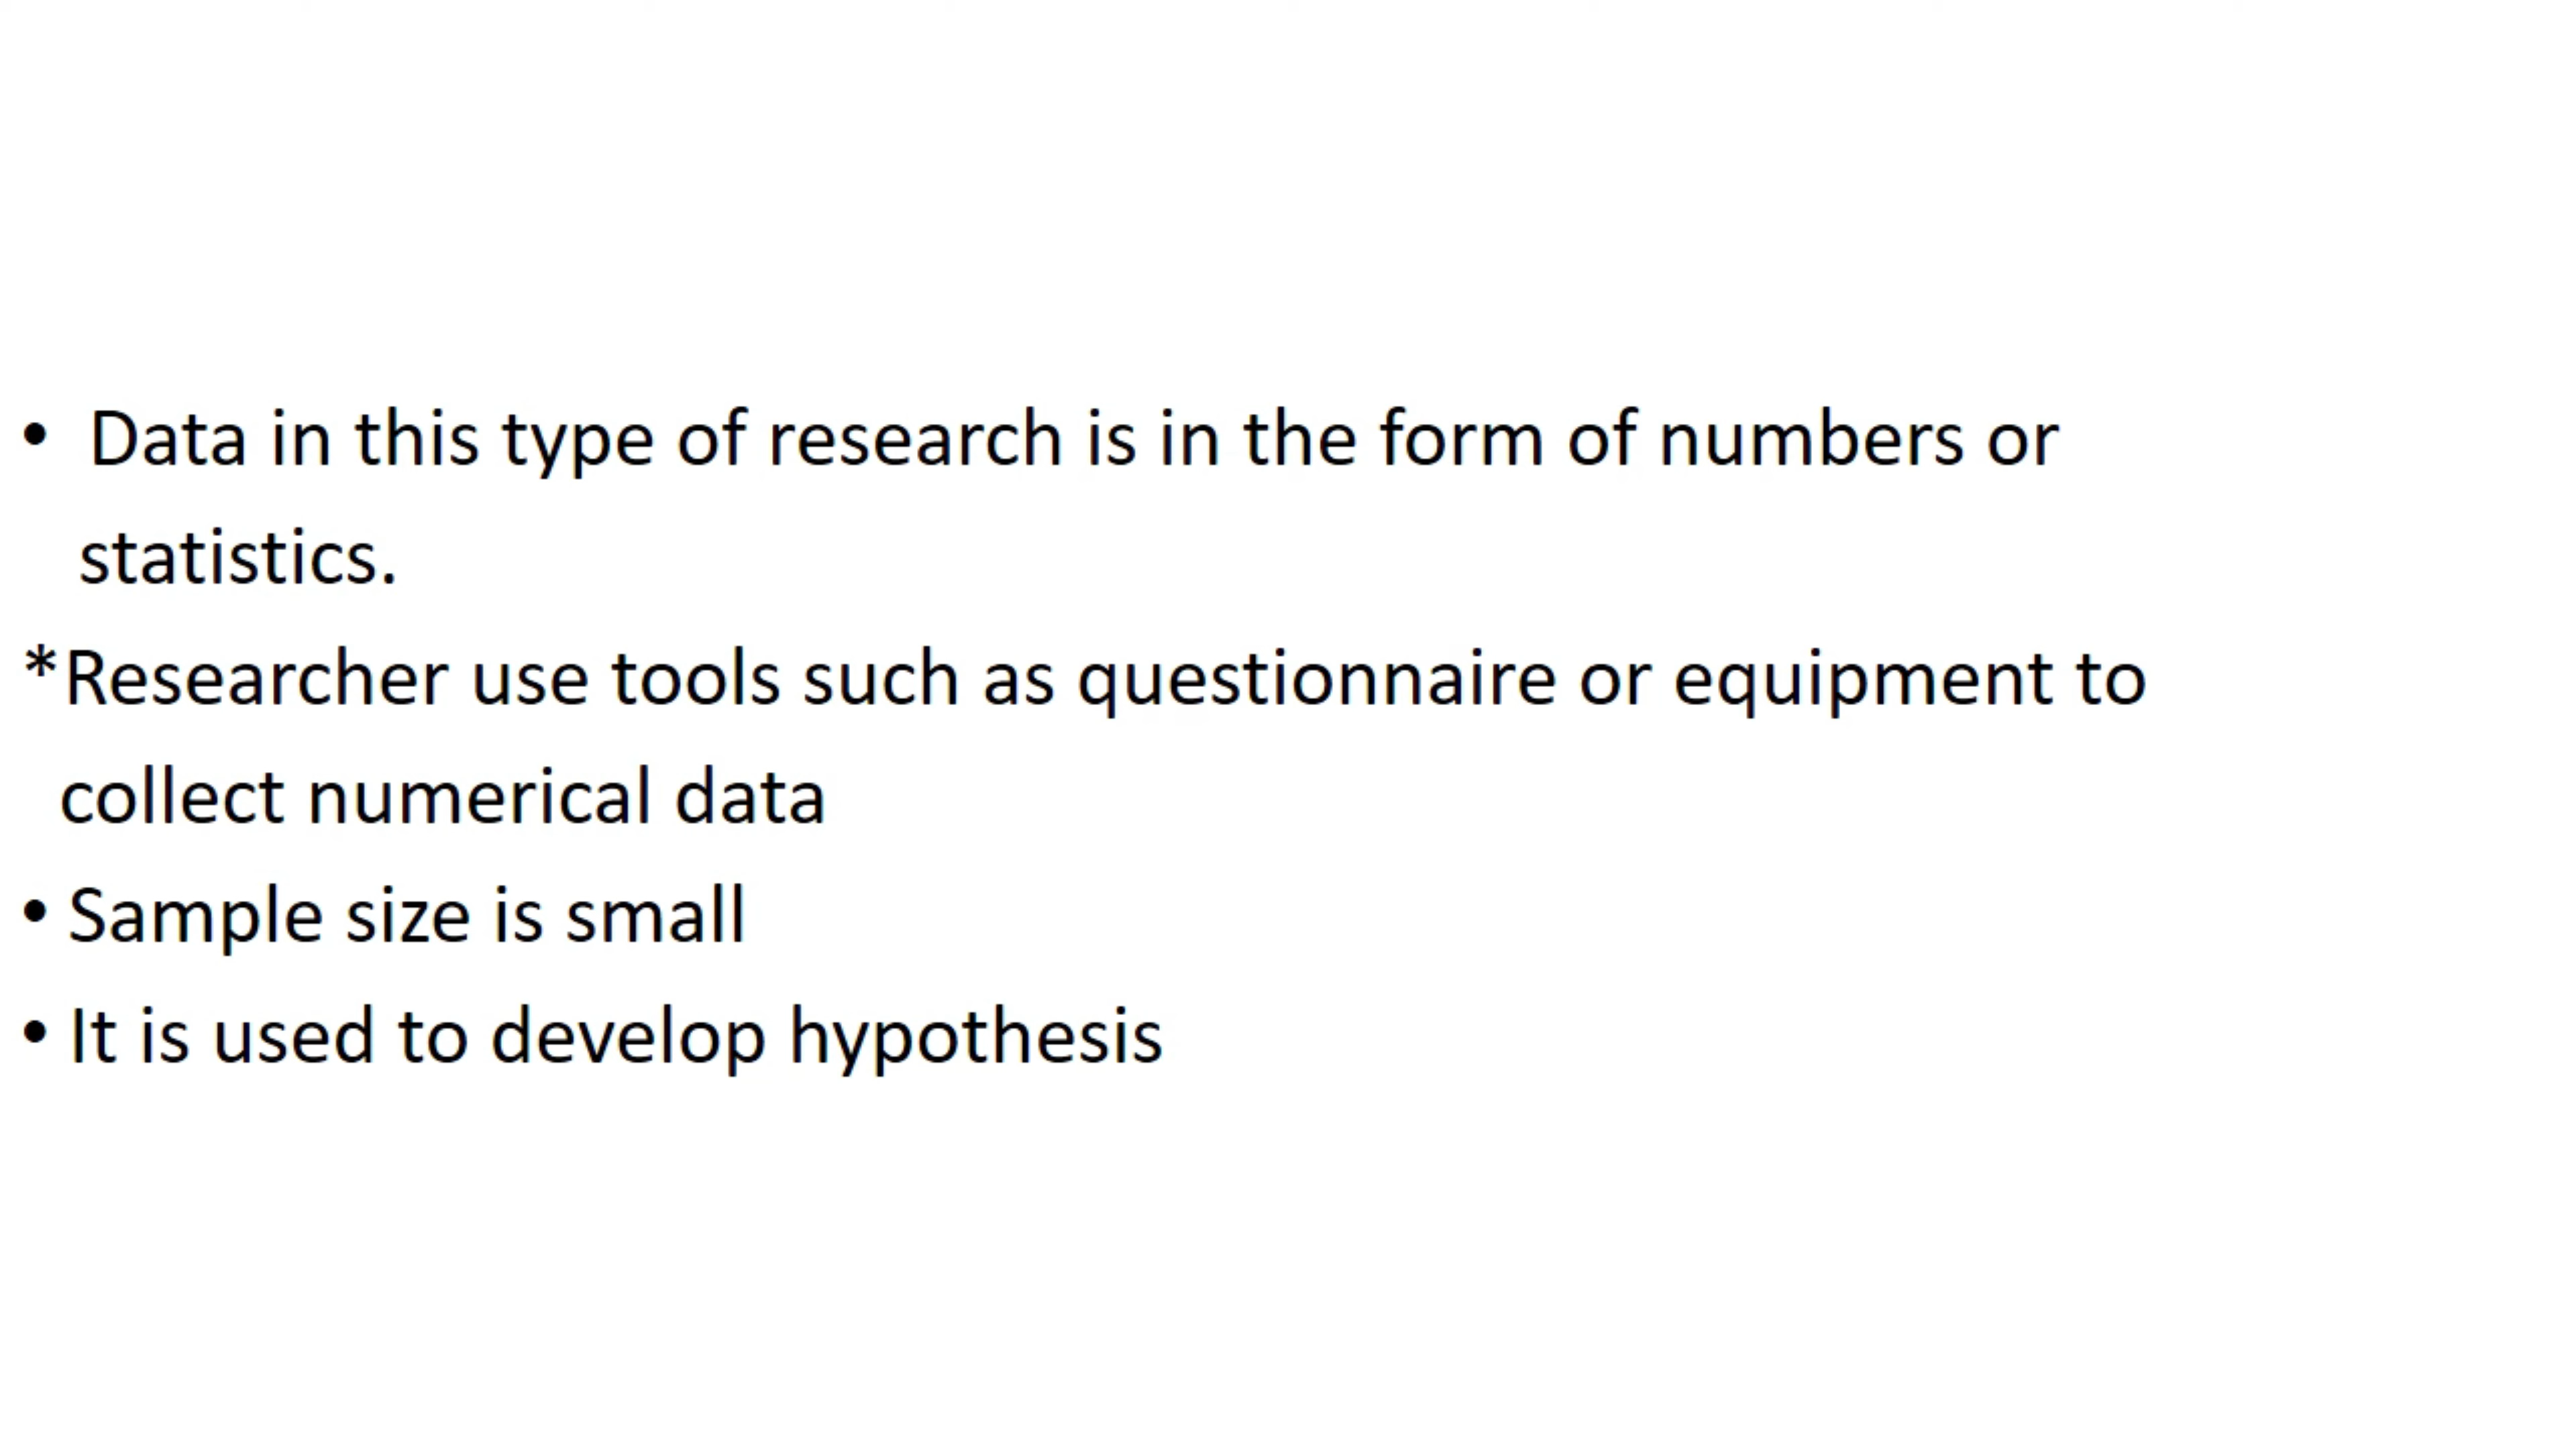 • Data in this type of research is in the form of numbers or
statistics.
*Researcher use tools such as questionnaire or equipment to
collect numerical data
• Sample size is small
• It is used to develop hypothesis